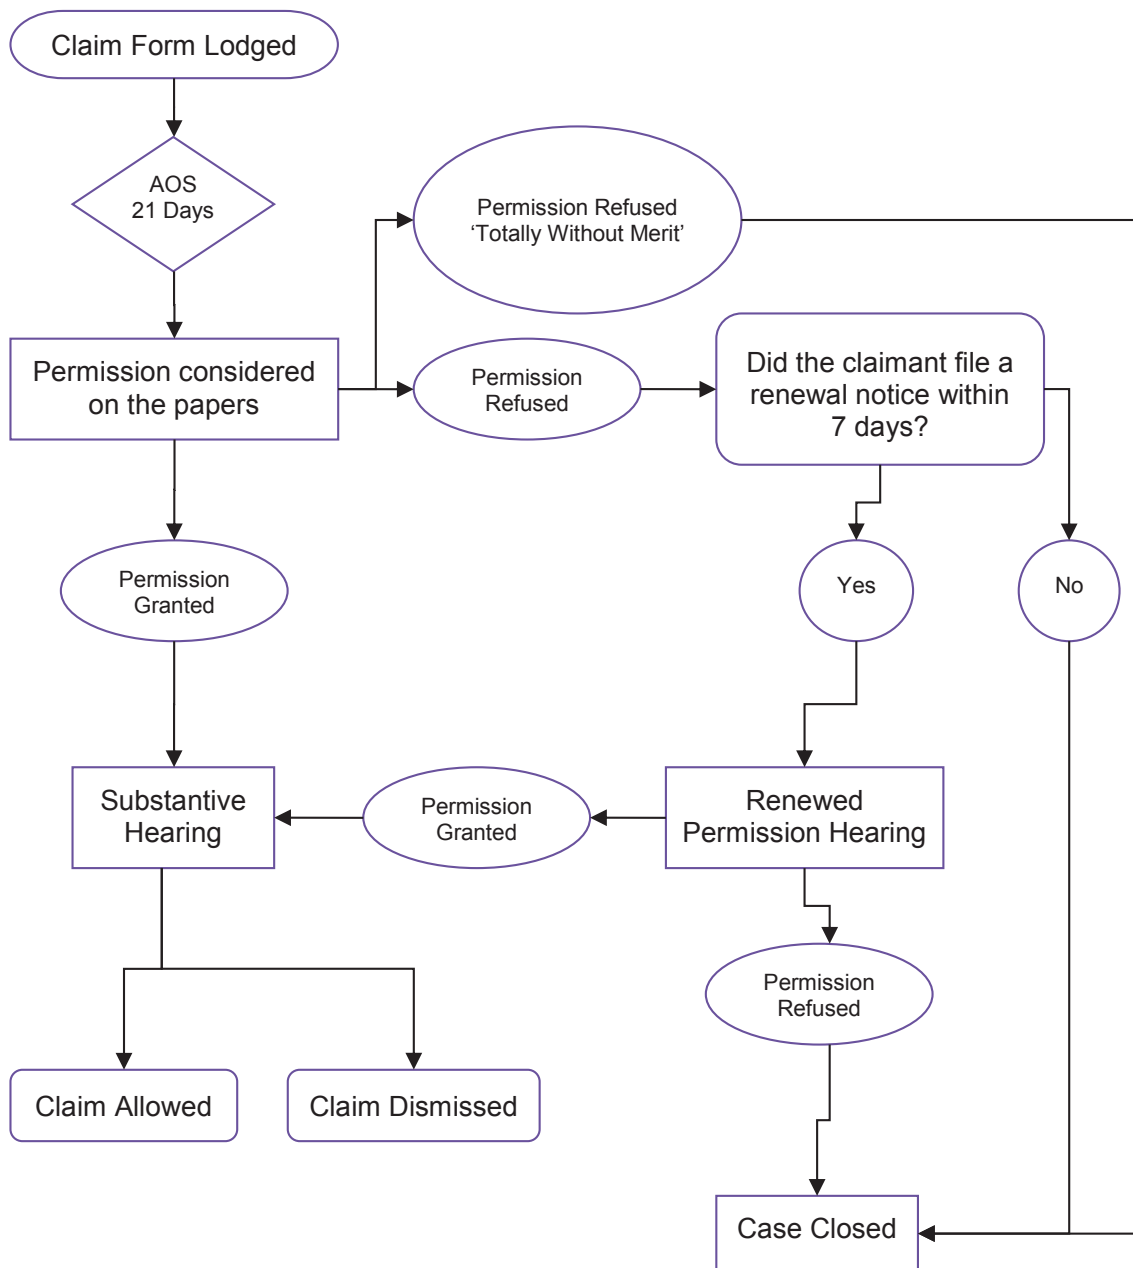 Claim Form Lodged
AOS
21 Days
Permission Refused
‘Totally Without Merit’
Permission considered
on the papers
Permission
Refused
Did the claimant file a
renewal notice within
7 days?
Permission
Granted
Yes
No
Substantive
Hearing
Permission
Granted
Renewed
Permission Hearing
Permission
Refused
Claim Allowed
Claim Dismissed
Case Closed